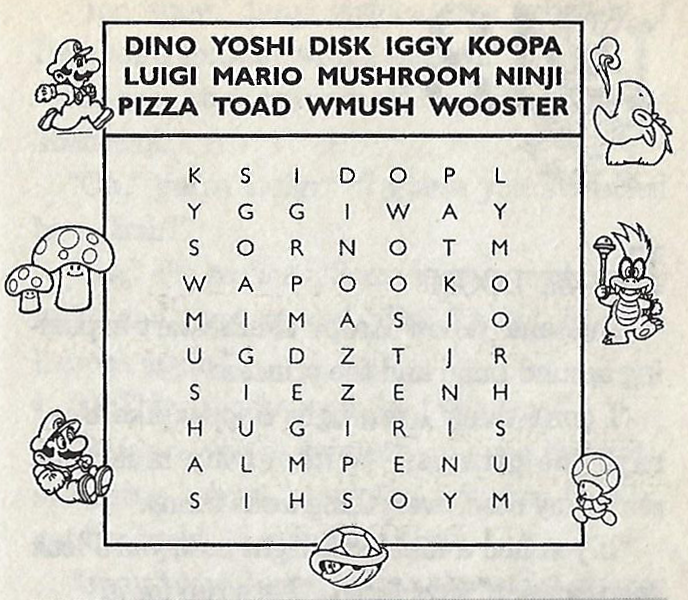 DINO YOSHI DISK IGGY KOOPA
LUIGI MARIO MUSHROOM NINJI
PIZZA TOAD WMUSH WOOSTER
K S I D O P L
Y G G I W A Y
S O R N O T M
W A P O O K O
M I M A S I O
U G D Z T J R
S I E Z E N H
H U G I R I S
A L M P E N U
S I H S O Y M